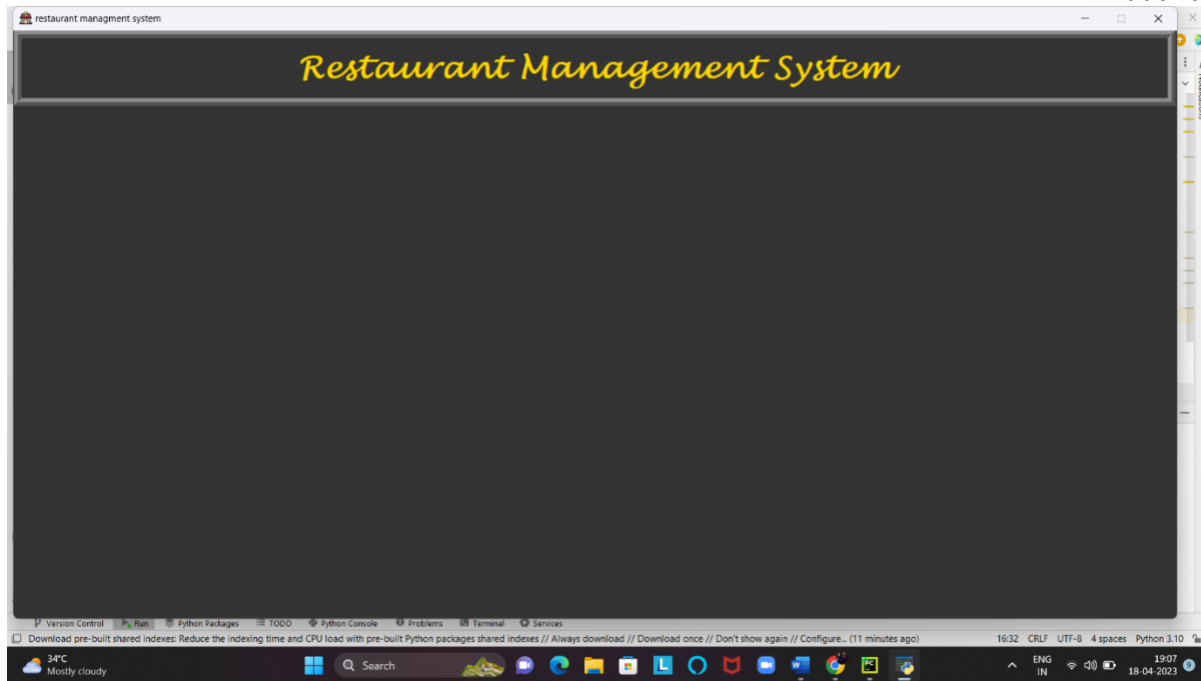 restaurant managment system
Restaurant Management System
Version Control Run Python Packages TODO Python Console Problems Terminal Services
Download pre-built shared indexes: Reduce the indexing time and CPU load with pre-built Python packages shared indexes // Always download // Download once // Don't show again // Configure... (11 minutes ago) 16:32 CRLF UTF-8 4 spaces Python 3.10
34°C
Mostly cloudy
Search
PC
ENG
IN
19:07
18-04-2023